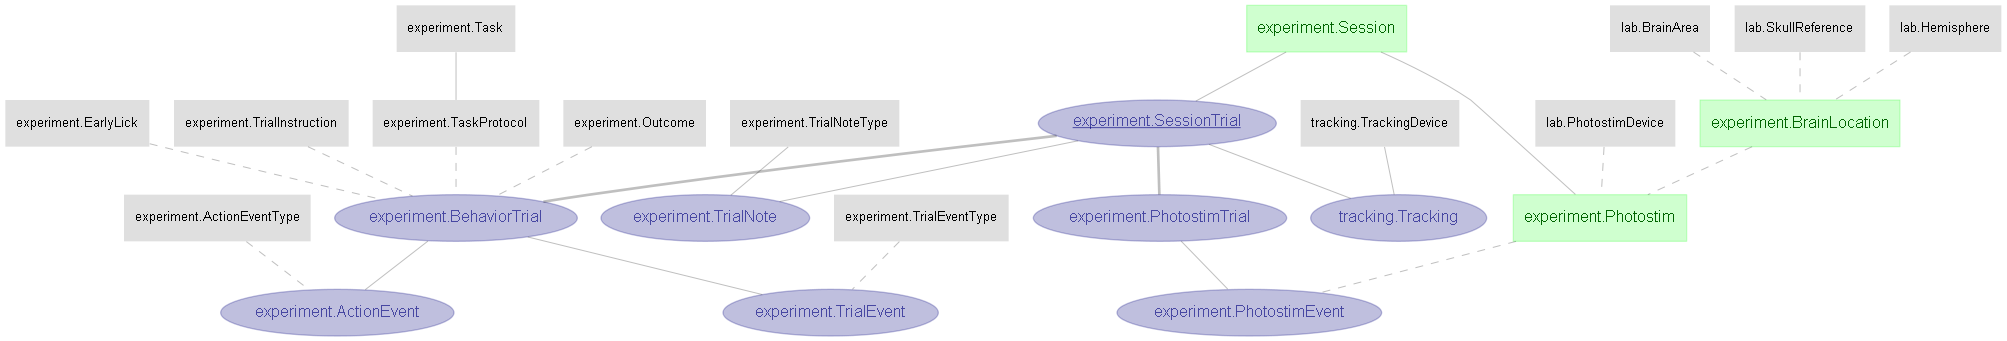 experiment.Task
experiment.Session
lab.BrainArea
lab.SkullReference
lab.Hemisphere
experiment.EarlyLick
experiment.TrialInstruction
experiment.TaskProtocol
experiment.Outcome
experiment.TrialNoteType
experiment.SessionTrial
tracking.TrackingDevice
lab.PhotostimDevice
experiment.BrainLocation
experiment.ActionEventType
experiment.BehaviorTrial
experiment.TrialNote
experiment.TrialEventType
experiment.PhotostimTrial
tracking.Tracking
experiment.Photostim
experiment.ActionEvent
experiment.TrialEvent
experiment.PhotostimEvent